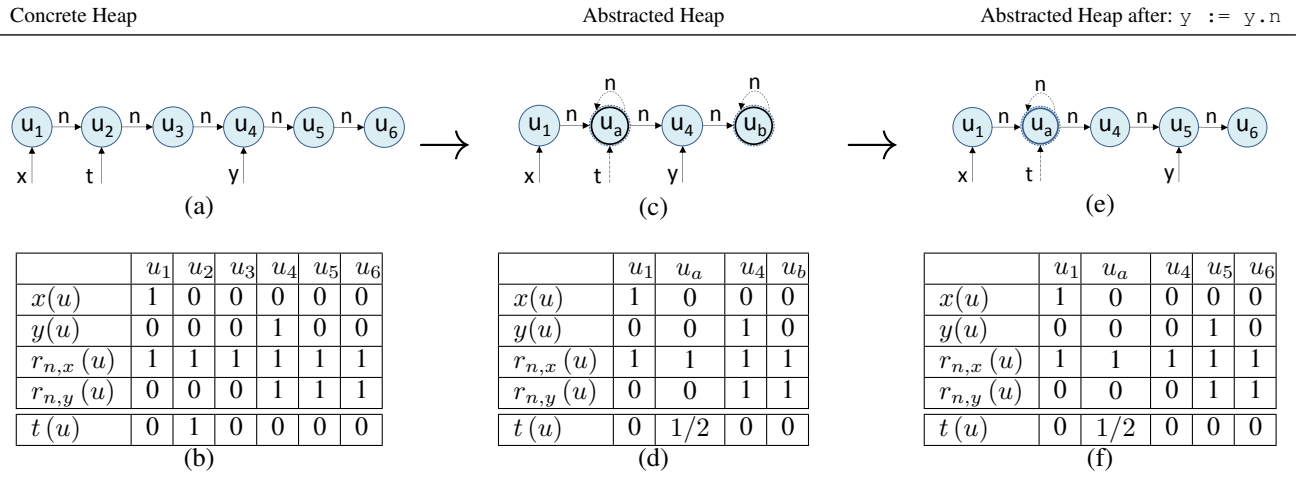 Concrete Heap Abstracted Heap Abstracted Heap after: y := y.n
u1 n u2 n u3 n u4 n u5 n u6
x t y
(a)
n n
u1 n ua n u4 n ub
x t y
(c)
n
u1 n ua n u4 n u5 n u6
x t y
(e)
u1 u2 u3 u4 u5 u6
x(u) 1 0 0 0 0 0
y(u) 0 0 0 1 0 0
rn,x (u) 1 1 1 1 1 1
rn,y (u) 0 0 0 1 1 1
t (u) 0 1 0 0 0 0
(b)
u1 ua u4 ub
x(u) 1 0 0 0
y(u) 0 0 1 0
rn,x (u) 1 1 1 1
rn,y (u) 0 0 1 1
t (u) 0 1/2 0 0
(d)
u1 ua u4 u5 u6
x(u) 1 0 0 0 0
y(u) 0 0 0 1 0
rn,x (u) 1 1 1 1 1
rn,y (u) 0 0 0 1 1
t (u) 0 1/2 0 0 0
(f)